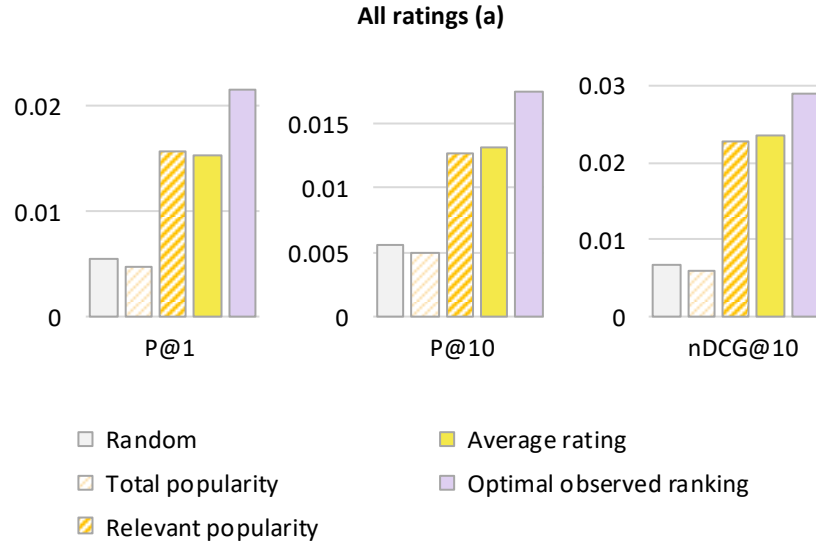 All ratings (a)
0.02
0.01
0
P@1
0.015
0.01
0.005
0
P@10
0.03
0.02
0.01
0
nDCG@10
Random
Total popularity
Relevant popularity
Average rating
Optimal observed ranking